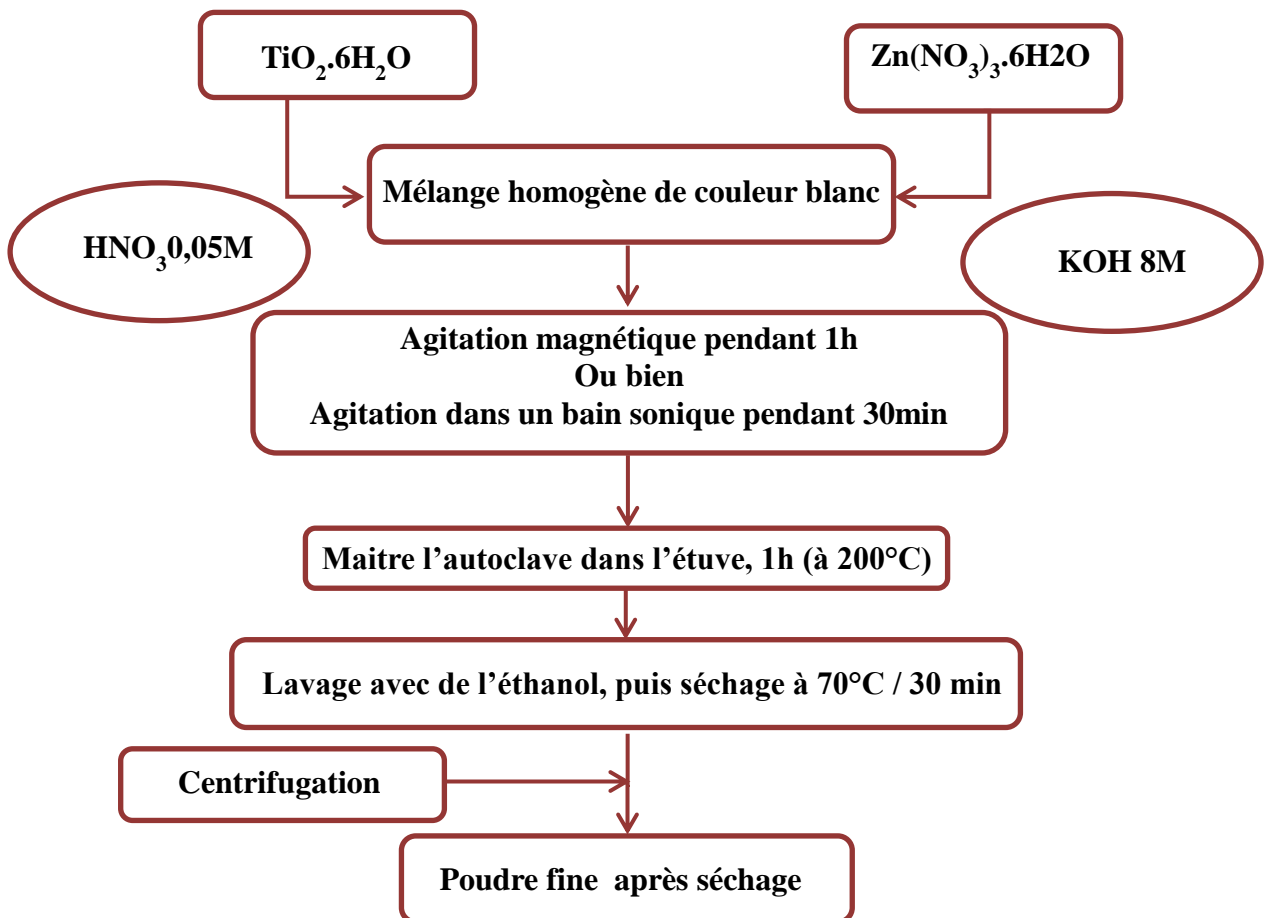 TiO₂.6H₂O
Zn(NO₃)₃.6H2O
Mélange homogène de couleur blanc
HNO₃0,05M
KOH 8M
Agitation magnétique pendant 1h
Ou bien
Agitation dans un bain sonique pendant 30min
Maitre l’autoclave dans l’étuve, 1h (à 200°C)
Lavage avec de l’éthanol, puis séchage à 70°C / 30 min
Centrifugation
Poudre fine après séchage